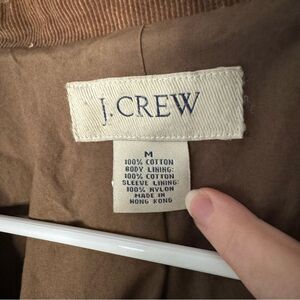 J.CREW
M
100% COTTON
BODY LINING:
100% COTTON
SLEEVE LINING:
100% NYLON
MADE IN
HONG KONG